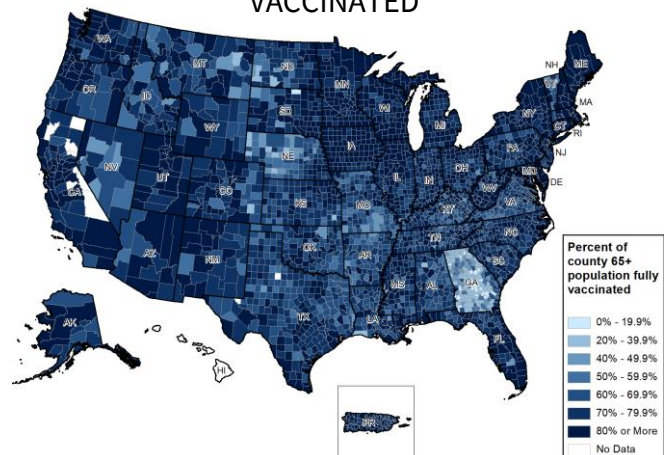 VACCINATED
WA
MT
ND
MN
OR
ID
SD
WI
WY
MI
NH
ME
VT
NY
MA
CT
RI
NV
NE
IA
PA
NJ
UT
CO
IL
IN
OH
MD
DE
CA
KS
MO
WV
KY
VA
AZ
NM
OK
AR
TN
NC
SC
MS
AL
GA
TX
LA
FL
AK
HI
PR
Percent of
county 65+
population fully
vaccinated
0% - 19.9%
20% - 39.9%
40% - 49.9%
50% - 59.9%
60% - 69.9%
70% - 79.9%
80% or More
No Data